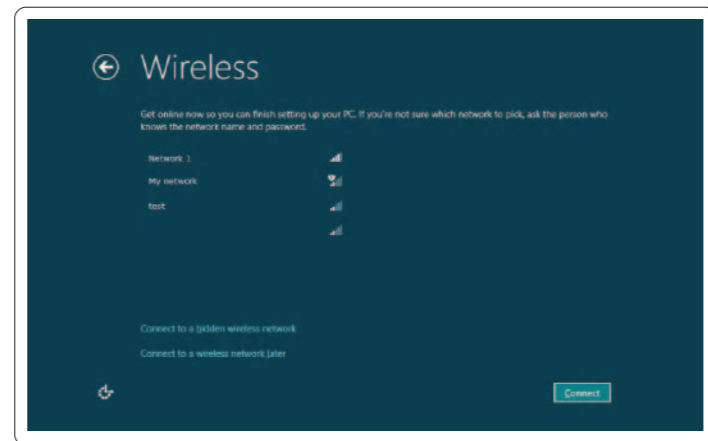 Wireless
Get online now so you can finish setting up your PC. If you're not sure which network to pick, ask the person who
knows the network name and password.
Network 1
My network
test
Connect to a hidden wireless network
Connect to a wireless network later
Connect